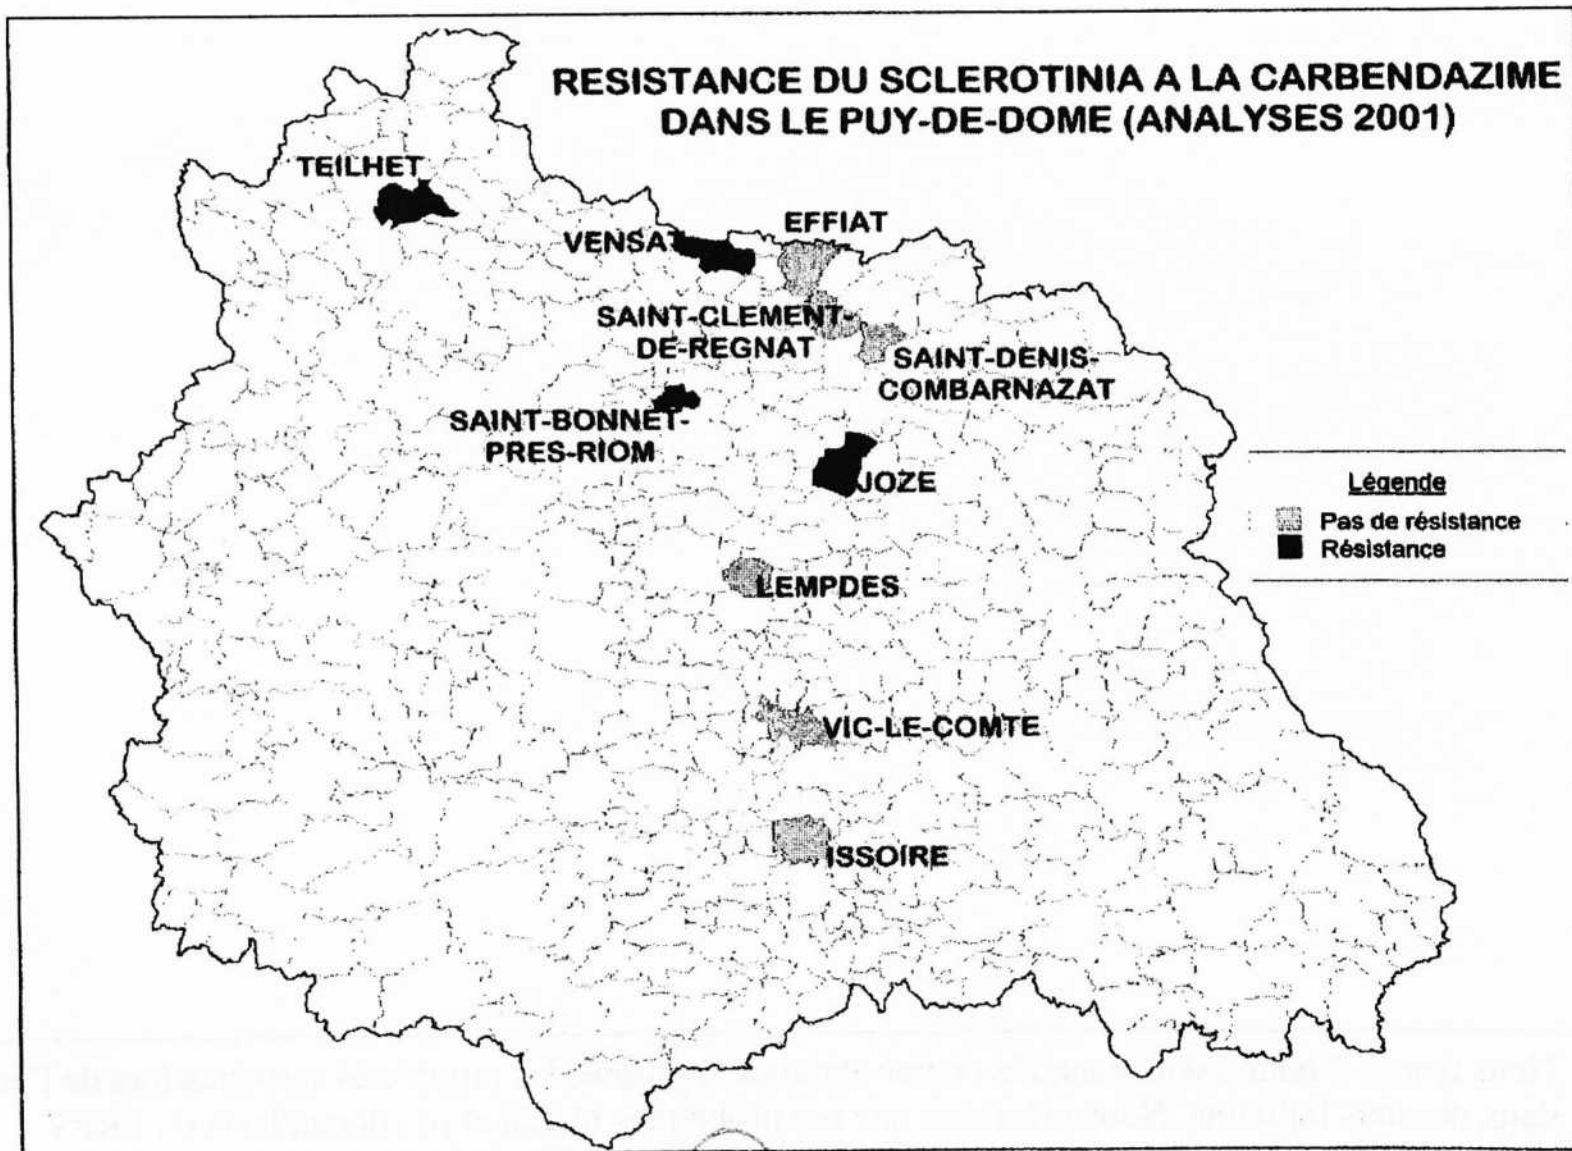 RESISTANCE DU SCLEROTINIA A LA CARBENDAZIME
DANS LE PUY-DE-DOME (ANALYSES 2001)
TEILHET
EFFIAT
VENSAT
SAINT-CLEMENT-
DE-REGNAT
SAINT-DENIS-
COMBARNAZAT
SAINT-BONNET-
PRES-RIOM
JOZE
Légende
Pas de résistance
Résistance
LEMPDES
VIC-LE-COMTE
ISSOIRE